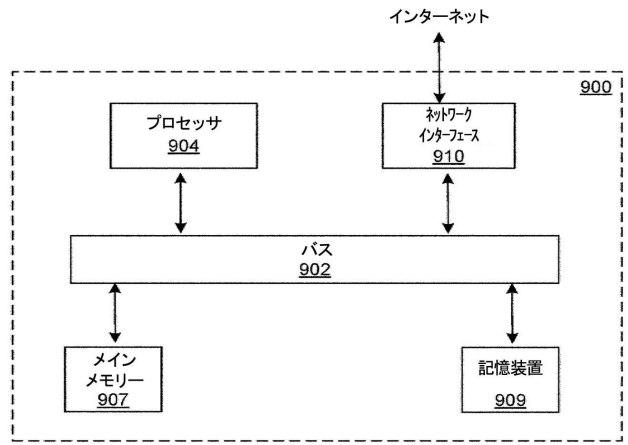 インターネット
900
プロセッサ
904
ネットワーク
インターフェース
910
バス
902
メイン
メモリー
907
記憶装置
909